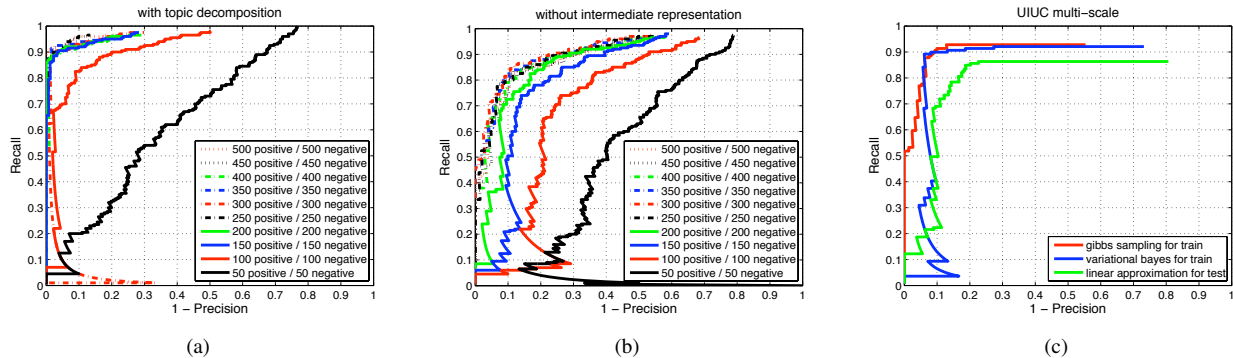 with topic decomposition
1
0.9
0.8
0.7
0.6
0.5
0.4
0.3
0.2
0.1
0
Recall
500 positive / 500 negative
450 positive / 450 negative
400 positive / 400 negative
350 positive / 350 negative
300 positive / 300 negative
250 positive / 250 negative
200 positive / 200 negative
150 positive / 150 negative
100 positive / 100 negative
50 positive / 50 negative
0 0.1 0.2 0.3 0.4 0.5 0.6 0.7 0.8 0.9 1
1 − Precision
(a)
without intermediate representation
1
0.9
0.8
0.7
0.6
0.5
0.4
0.3
0.2
0.1
0
Recall
500 positive / 500 negative
450 positive / 450 negative
400 positive / 400 negative
350 positive / 350 negative
300 positive / 300 negative
250 positive / 250 negative
200 positive / 200 negative
150 positive / 150 negative
100 positive / 100 negative
50 positive / 50 negative
0 0.1 0.2 0.3 0.4 0.5 0.6 0.7 0.8 0.9 1
1 − Precision
(b)
UIUC multi−scale
1
0.9
0.8
0.7
0.6
0.5
0.4
0.3
0.2
0.1
0
Recall
gibbs sampling for train
variational bayes for train
linear approximation for test
0 0.1 0.2 0.3 0.4 0.5 0.6 0.7 0.8 0.9 1
1 − Precision
(c)